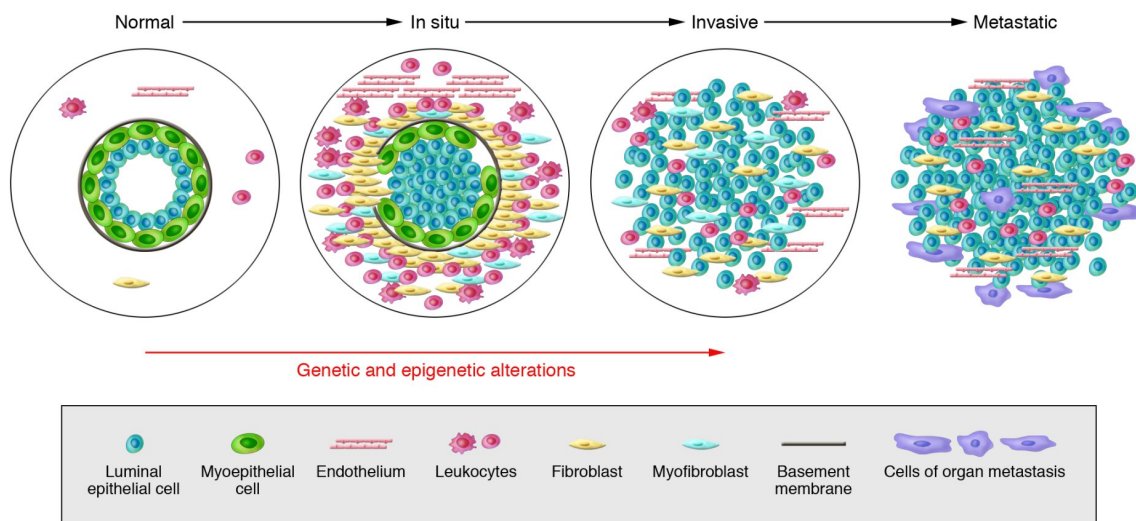 Normal
In situ
Invasive
Metastatic
Genetic and epigenetic alterations
Luminal
epithelial cell
Myoepithelial
cell
Endothelium
Leukocytes
Fibroblast
Myofibroblast
Basement
membrane
Cells of organ metastasis